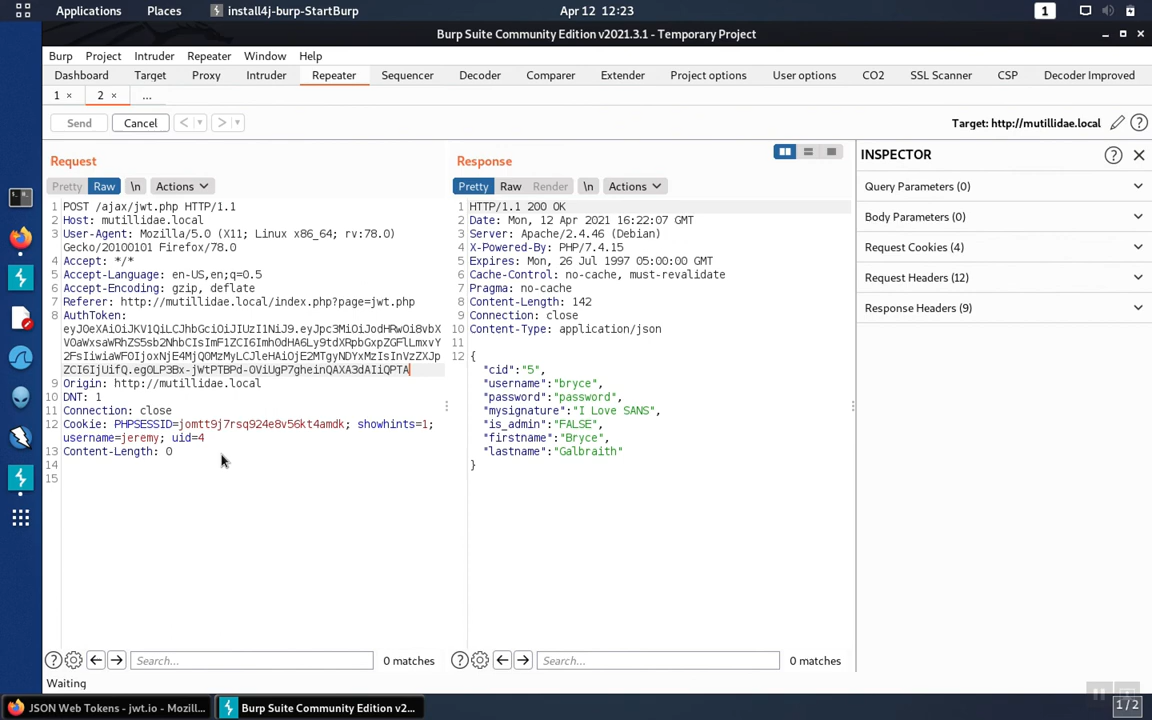 Applications Places install4j-burp-StartBurp Apr 12 12:23 1
Burp Suite Community Edition v2021.3.1 - Temporary Project
Burp Project Intruder Repeater Window Help
Dashboard Target Proxy Intruder Repeater Sequencer Decoder Comparer Extender Project options User options CO2 SSL Scanner CSP Decoder Improved
1 × 2 × ...
Send Cancel < > Target: http://mutillidae.local ?
Request
Pretty Raw \n Actions
1 POST /ajax/jwt.php HTTP/1.1
2 Host: mutillidae.local
3 User-Agent: Mozilla/5.0 (X11; Linux x86_64; rv:78.0)
Gecko/20100101 Firefox/78.0
4 Accept: */*
5 Accept-Language: en-US,en;q=0.5
6 Accept-Encoding: gzip, deflate
7 Referer: http://mutillidae.local/index.php?page=jwt.php
8 AuthToken:
9 Origin: http://mutillidae.local
10 DNT: 1
11 Connection: close
12 Cookie: PHPSESSID=jomtt9j7rsq924e8v56kt4amdk; showhints=1;
username=jeremy; uid=4
13 Content-Length: 0
14
15
? Search... 0 matches
Response
Pretty Raw Render \n Actions
1 HTTP/1.1 200 OK
2 Date: Mon, 12 Apr 2021 16:22:07 GMT
3 Server: Apache/2.4.46 (Debian)
4 X-Powered-By: PHP/7.4.15
5 Expires: Mon, 26 Jul 1997 05:00:00 GMT
6 Cache-Control: no-cache, must-revalidate
7 Pragma: no-cache
8 Content-Length: 142
9 Connection: close
10 Content-Type: application/json
11
12 {
"cid":"5",
"username":"bryce",
"password":"password",
"mysignature":"I Love SANS",
"is_admin":"FALSE",
"firstname":"Bryce",
"lastname":"Galbraith"
}
? Search... 0 matches
INSPECTOR ?
Query Parameters (0)
Body Parameters (0)
Request Cookies (4)
Request Headers (12)
Response Headers (9)
Waiting
JSON Web Tokens - jwt.io - Mozill... Burp Suite Community Edition v2... 1/2